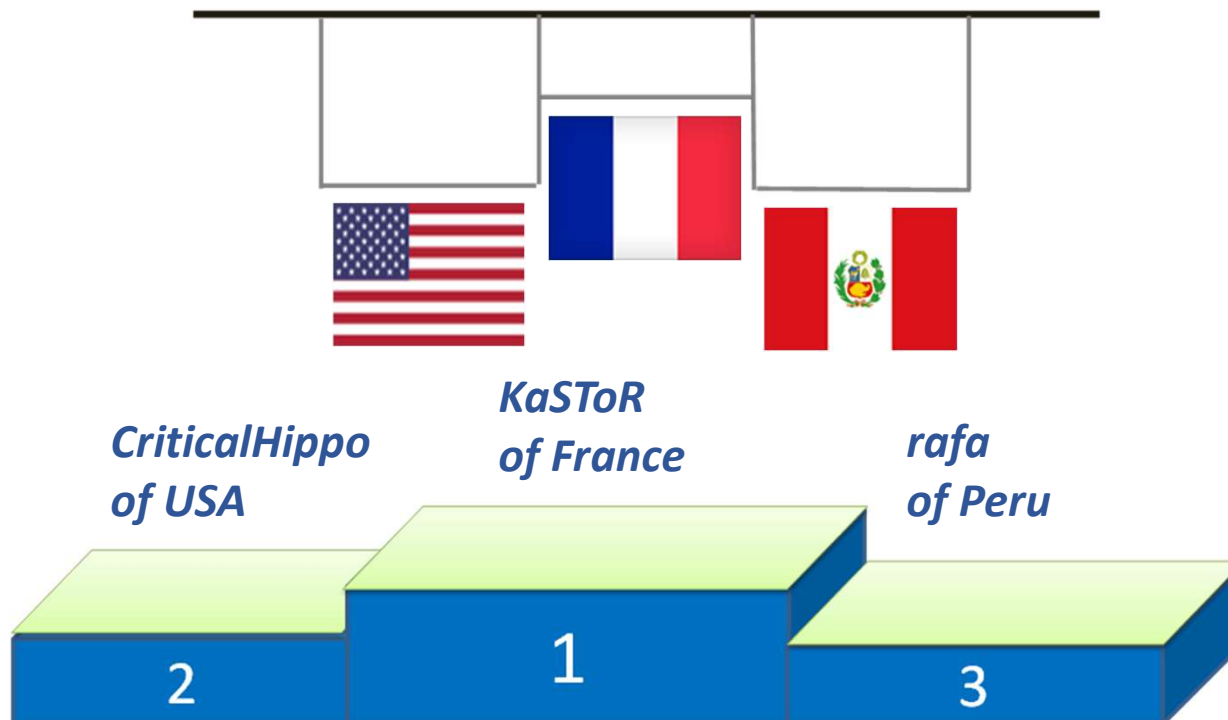 KaSToR
of France
CriticalHippo
of USA
rafa
of Peru
2
1
3